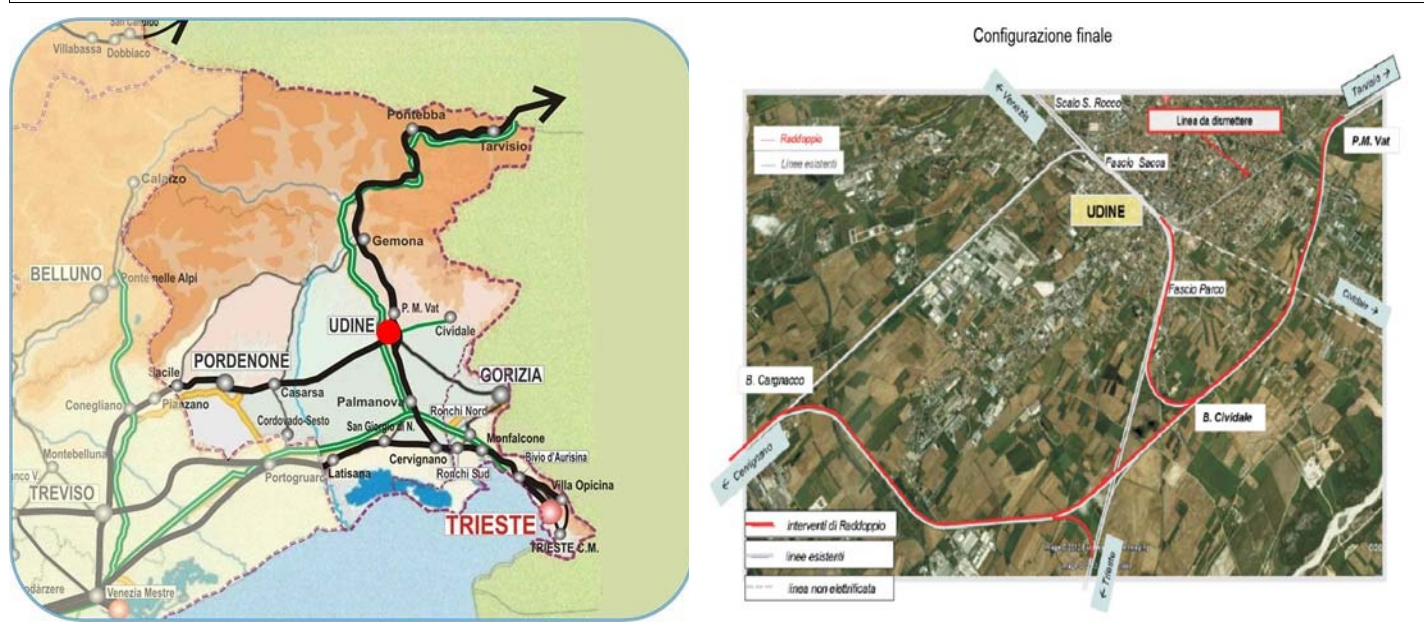 San Candido
Villabassa
Dobbiaco
Pontebba
Tarvisio
Calalzo
Gemona
BELLUNO
Ponte nelle Alpi
P. M. Vat
UDINE
Cividale
PORDENONE
GORIZIA
Sacile
Casarsa
Pianzano
Palmanova
Conegliano
Ronchi Nord
Cordovado-Sesto
San Giorgio di N.
Monfalcone
Montebelluna
Cervignano
Bivio d'Aurisina
Ronchi Sud
Latisana
Portogruaro
Villa Opicina
TREVISO
TRIESTE
TRIESTE C.M.
Venezia Mestre
Configurazione finale
← Venezia
Scalo S. Rocco
Tarvisio →
Linea da dismettere
Raddoppio
Linee esistenti
P.M. Vat
Fascio Sacca
UDINE
Fascio Parco
Cividale →
B. Cargnacco
B. Cividale
← Cervignano
interventi di Raddoppio
linee esistenti
linea non elettrificata
← Trieste